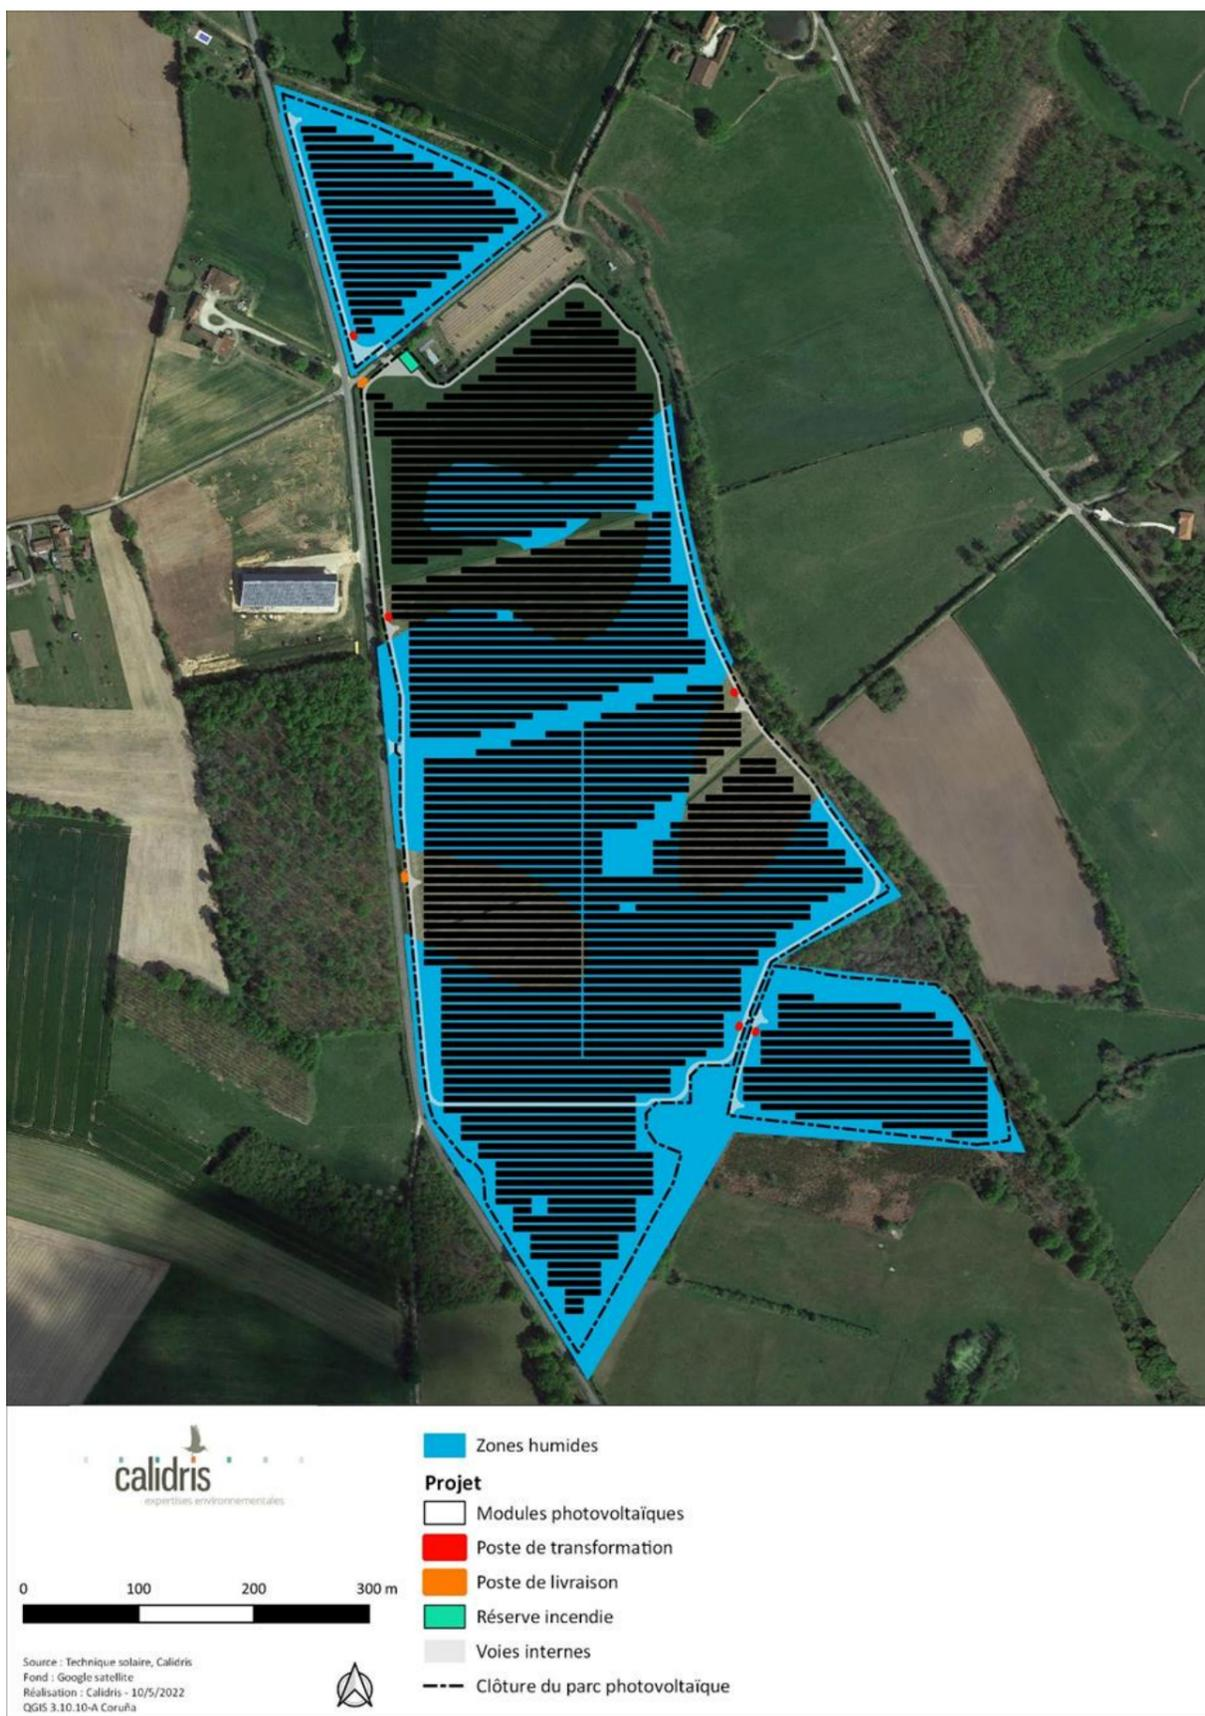 calidris
expertises environnementales
Zones humides
Projet
Modules photovoltaïques
Poste de transformation
Poste de livraison
Réserve incendie
Voies internes
Clôture du parc photovoltaïque
0 100 200 300 m
Source : Technique solaire, Calidris
Fond : Google satellite
Réalisation : Calidris - 10/5/2022
QGIS 3.10.10-A Coruña